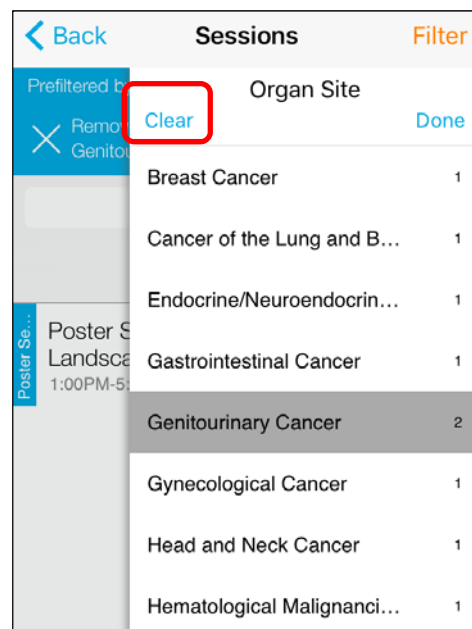 Back Sessions Filter
Prefiltered b
Remo
Genitou
Organ Site
Clear Done
Breast Cancer 1
Cancer of the Lung and B... 1
Endocrine/Neuroendocrin... 1
Gastrointestinal Cancer 1
Genitourinary Cancer 2
Gynecological Cancer 1
Head and Neck Cancer 1
Hematological Malignanci... 1
Poster Se...
Poster S
Landsca
1:00PM-5: